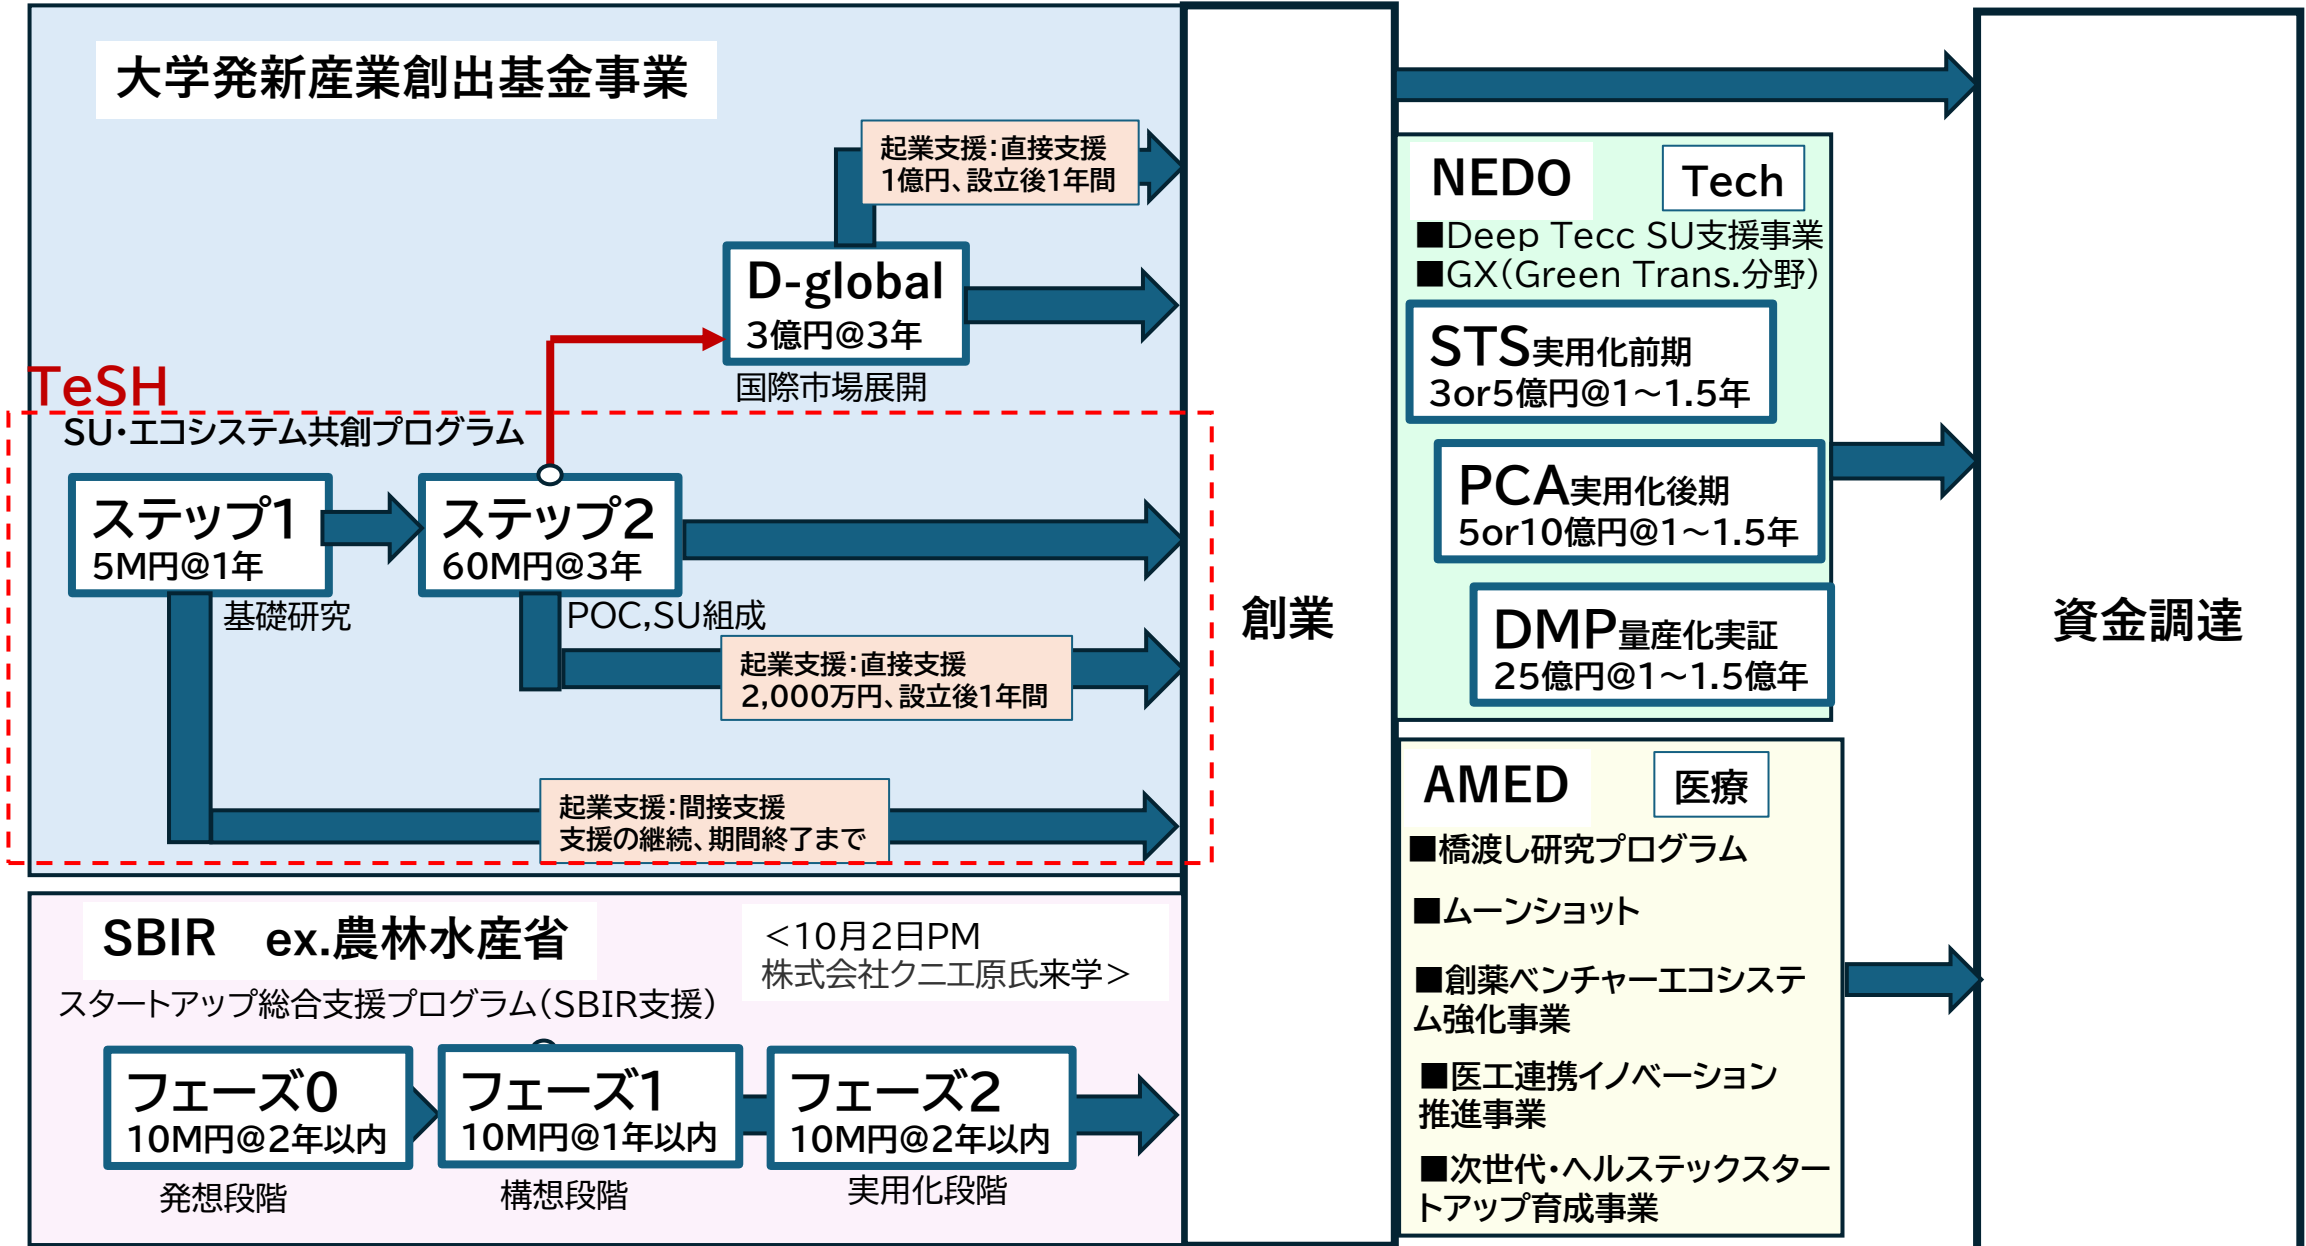 大学発新産業創出基金事業
起業支援：直接支援
1億円、設立後1年間
D-global
3億円@3年
国際市場展開
TeSH
SU・エコシステム共創プログラム
ステップ1
5M円@1年
基礎研究
ステップ2
60M円@3年
POC,SU組成
起業支援：直接支援
2,000万円、設立後1年間
起業支援：間接支援
支援の継続、期間終了まで
SBIR　ex.農林水産省
＜10月2日PM
株式会社クニエ原氏来学＞
スタートアップ総合支援プログラム（SBIR支援）
フェーズ0
10M円@2年以内
発想段階
フェーズ1
10M円@1年以内
構想段階
フェーズ2
10M円@2年以内
実用化段階
創業
NEDO
Tech
■Deep Tecc SU支援事業
■GX（Green Trans.分野）
STS実用化前期
3or5億円@1～1.5年
PCA実用化後期
5or10億円@1～1.5年
DMP量産化実証
25億円@1～1.5億年
AMED
医療
■橋渡し研究プログラム
■ムーンショット
■創薬ベンチャーエコシステ
ム強化事業
■医工連携イノベーション
推進事業
■次世代・ヘルステックスター
トアップ育成事業
資金調達